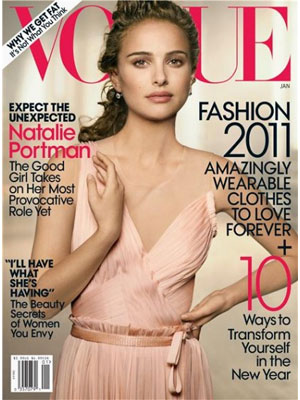 WHY WE GET FAT
It's Not What You Think
VOGUE
JAN
EXPECT THE
UNEXPECTED
Natalie
Portman
The Good
Girl Takes
on Her Most
Provocative
Role Yet
"I'LL HAVE
WHAT
SHE'S
HAVING"
The Beauty
Secrets
of Women
You Envy
FASHION
2011
AMAZINGLY
WEARABLE
CLOTHES
TO LOVE
FOREVER
+
10
Ways to
Transform
Yourself
in the
New Year